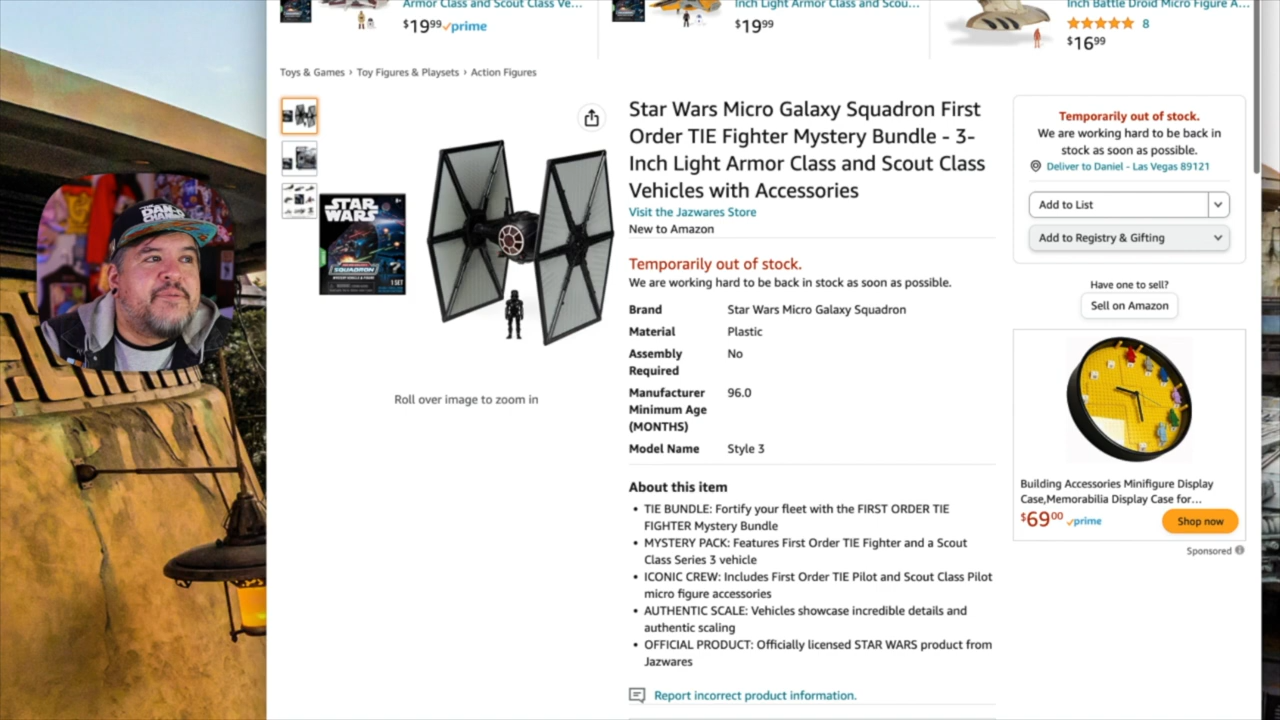 Armor Class and Scout Class Ve...
$19⁹⁹ prime
Inch Light Armor Class and Scou...
$19⁹⁹
Inch Battle Droid Micro Figure A...
8
$16⁹⁹
Toys & Games › Toy Figures & Playsets › Action Figures
STAR
WARS
SQUADRON
1 SET
Roll over image to zoom in
Star Wars Micro Galaxy Squadron First
Order TIE Fighter Mystery Bundle - 3-
Inch Light Armor Class and Scout Class
Vehicles with Accessories
Visit the Jazwares Store
New to Amazon
Temporarily out of stock.
We are working hard to be back in stock as soon as possible.
Brand Star Wars Micro Galaxy Squadron
Material Plastic
Assembly No
Required
Manufacturer 96.0
Minimum Age
(MONTHS)
Model Name Style 3
About this item
• TIE BUNDLE: Fortify your fleet with the FIRST ORDER TIE
FIGHTER Mystery Bundle
• MYSTERY PACK: Features First Order TIE Fighter and a Scout
Class Series 3 vehicle
• ICONIC CREW: Includes First Order TIE Pilot and Scout Class Pilot
micro figure accessories
• AUTHENTIC SCALE: Vehicles showcase incredible details and
authentic scaling
• OFFICIAL PRODUCT: Officially licensed STAR WARS product from
Jazwares
Report incorrect product information.
Temporarily out of stock.
We are working hard to be back in
stock as soon as possible.
Deliver to Daniel - Las Vegas 89121
Add to List
Add to Registry & Gifting
Have one to sell?
Sell on Amazon
Building Accessories Minifigure Display
Case,Memorabilia Display Case for...
$69⁰⁰ prime
Shop now
Sponsored